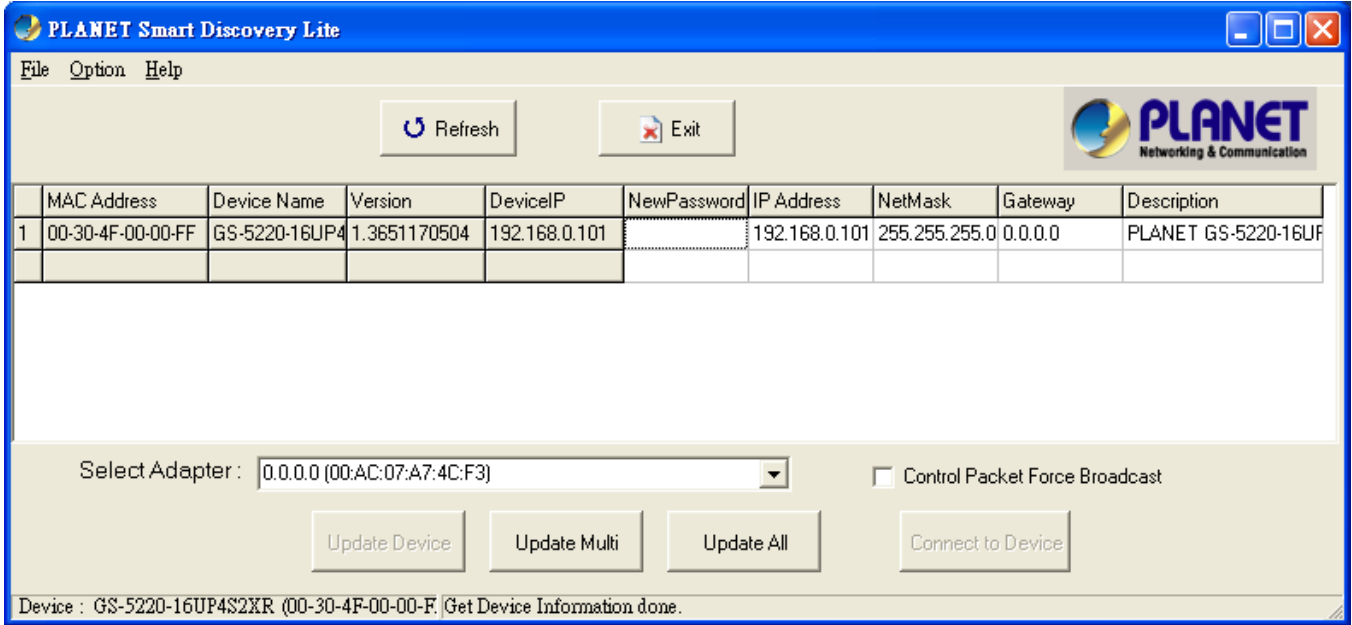 PLANET Smart Discovery Lite
File Option Help
Refresh Exit
PLANET
Networking & Communication
MAC Address Device Name Version DeviceIP NewPassword IP Address NetMask Gateway Description
1 00-30-4F-00-00-FF GS-5220-16UP4 1.3651170504 192.168.0.101 192.168.0.101 255.255.255.0 0.0.0.0 PLANET GS-5220-16UF
Select Adapter : 0.0.0.0 (00:AC:07:A7:4C:F3) Control Packet Force Broadcast
Update Device Update Multi Update All Connect to Device
Device : GS-5220-16UP4S2XR (00-30-4F-00-00-F. Get Device Information done.